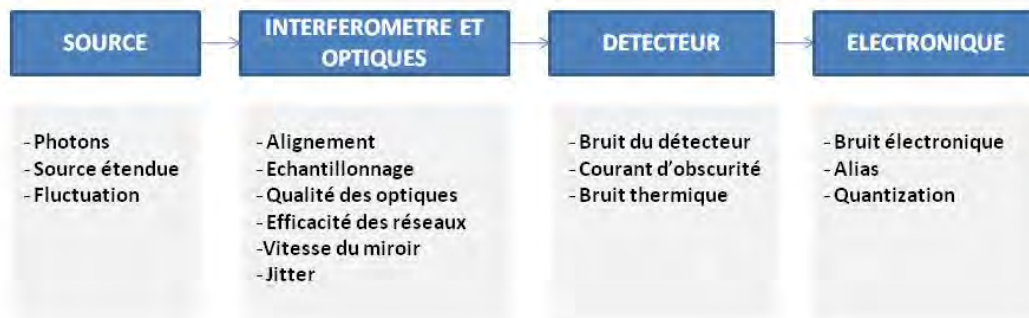 SOURCE
INTERFEROMETRE ET
OPTIQUES
DETECTEUR
ELECTRONIQUE
- Photons
- Source étendue
- Fluctuation
- Alignement
- Echantillonnage
- Qualité des optiques
- Efficacité des réseaux
-Vitesse du miroir
- Jitter
- Bruit du détecteur
- Courant d'obscurité
- Bruit thermique
- Bruit électronique
- Alias
- Quantization